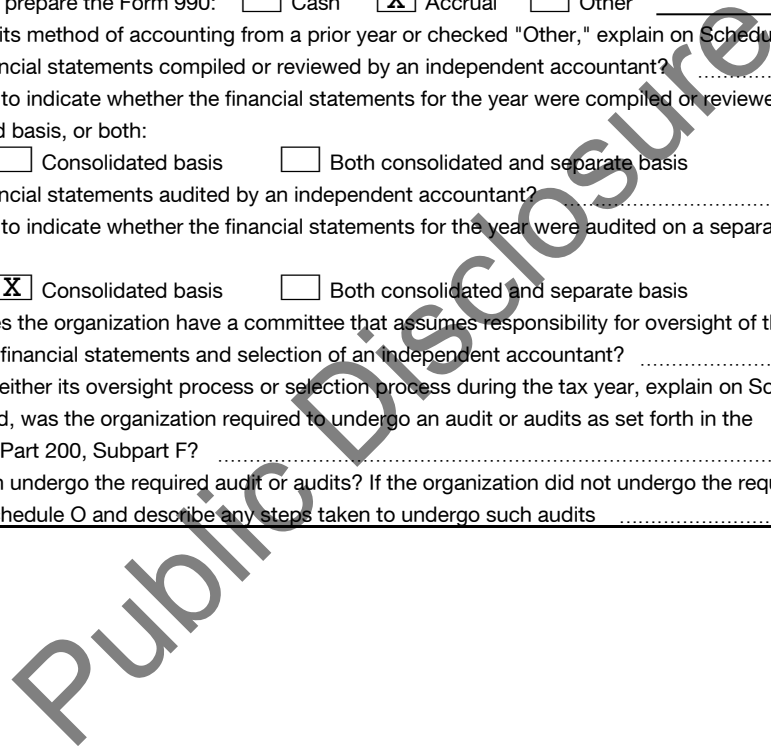 prepare the Form 990: Cash X Accrual Other
its method of accounting from a prior year or checked "Other," explain on Schedu
ncial statements compiled or reviewed by an independent accountant?
to indicate whether the financial statements for the year were compiled or reviewe
d basis, or both:
Consolidated basis Both consolidated and separate basis
ncial statements audited by an independent accountant?
to indicate whether the financial statements for the year were audited on a separa
X Consolidated basis Both consolidated and separate basis
es the organization have a committee that assumes responsibility for oversight of th
financial statements and selection of an independent accountant?
either its oversight process or selection process during the tax year, explain on Sc
d, was the organization required to undergo an audit or audits as set forth in the
Part 200, Subpart F?
n undergo the required audit or audits? If the organization did not undergo the requ
hedule O and describe any steps taken to undergo such audits
Public Disclosure